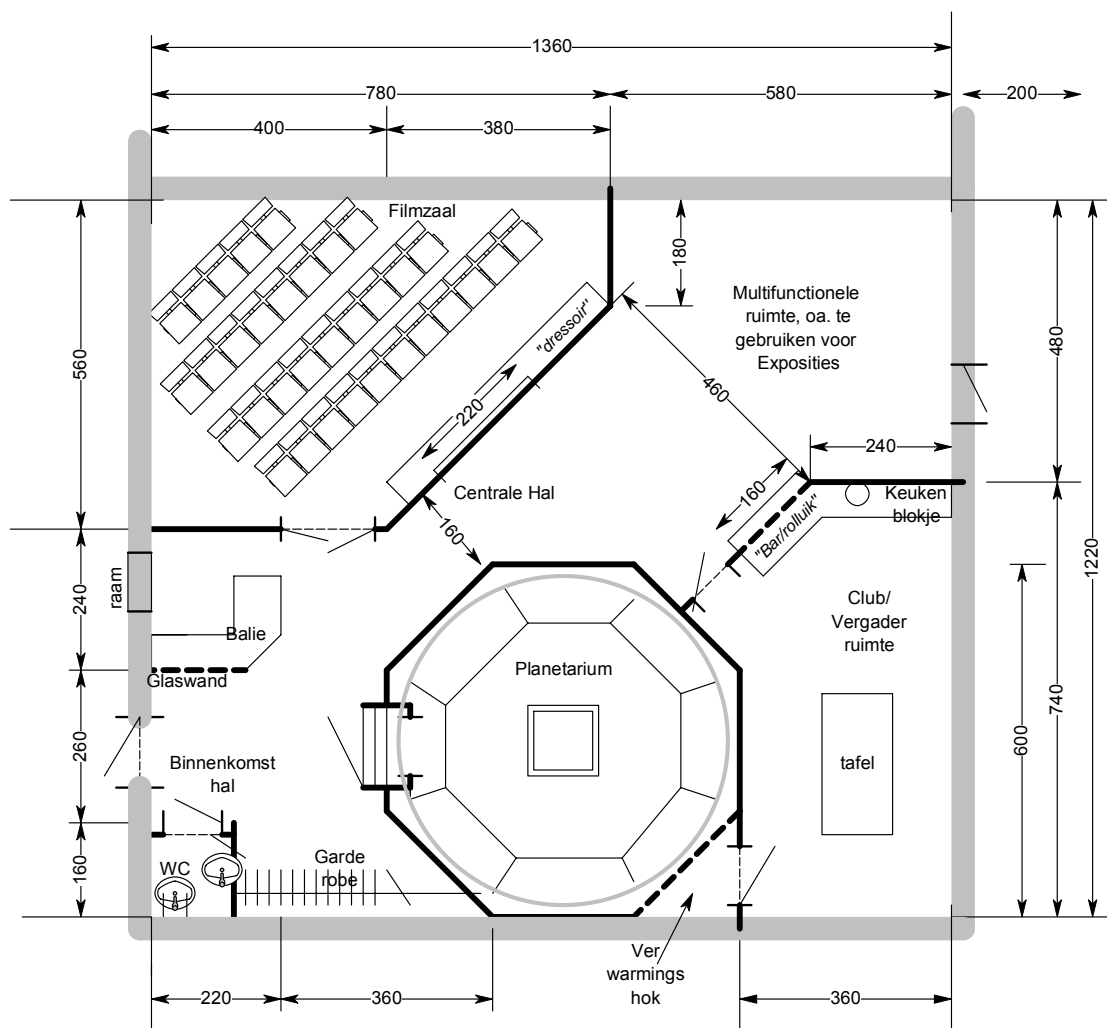 1360
780
580
200
400
380
Filmzaal
180
Multifunctionele
ruimte, oa. te
gebruiken voor
Exposities
"dressoir"
560
480
460
220
240
160
Centrale Hal
Keuken
blokje
"Bar/rolluik"
160
1220
raam
240
Balie
Club/
Vergader
ruimte
Planetarium
Glaswand
740
600
260
Binnenkomst
hal
tafel
160
WC
Garde
robe
Ver
warmings
hok
220
360
360